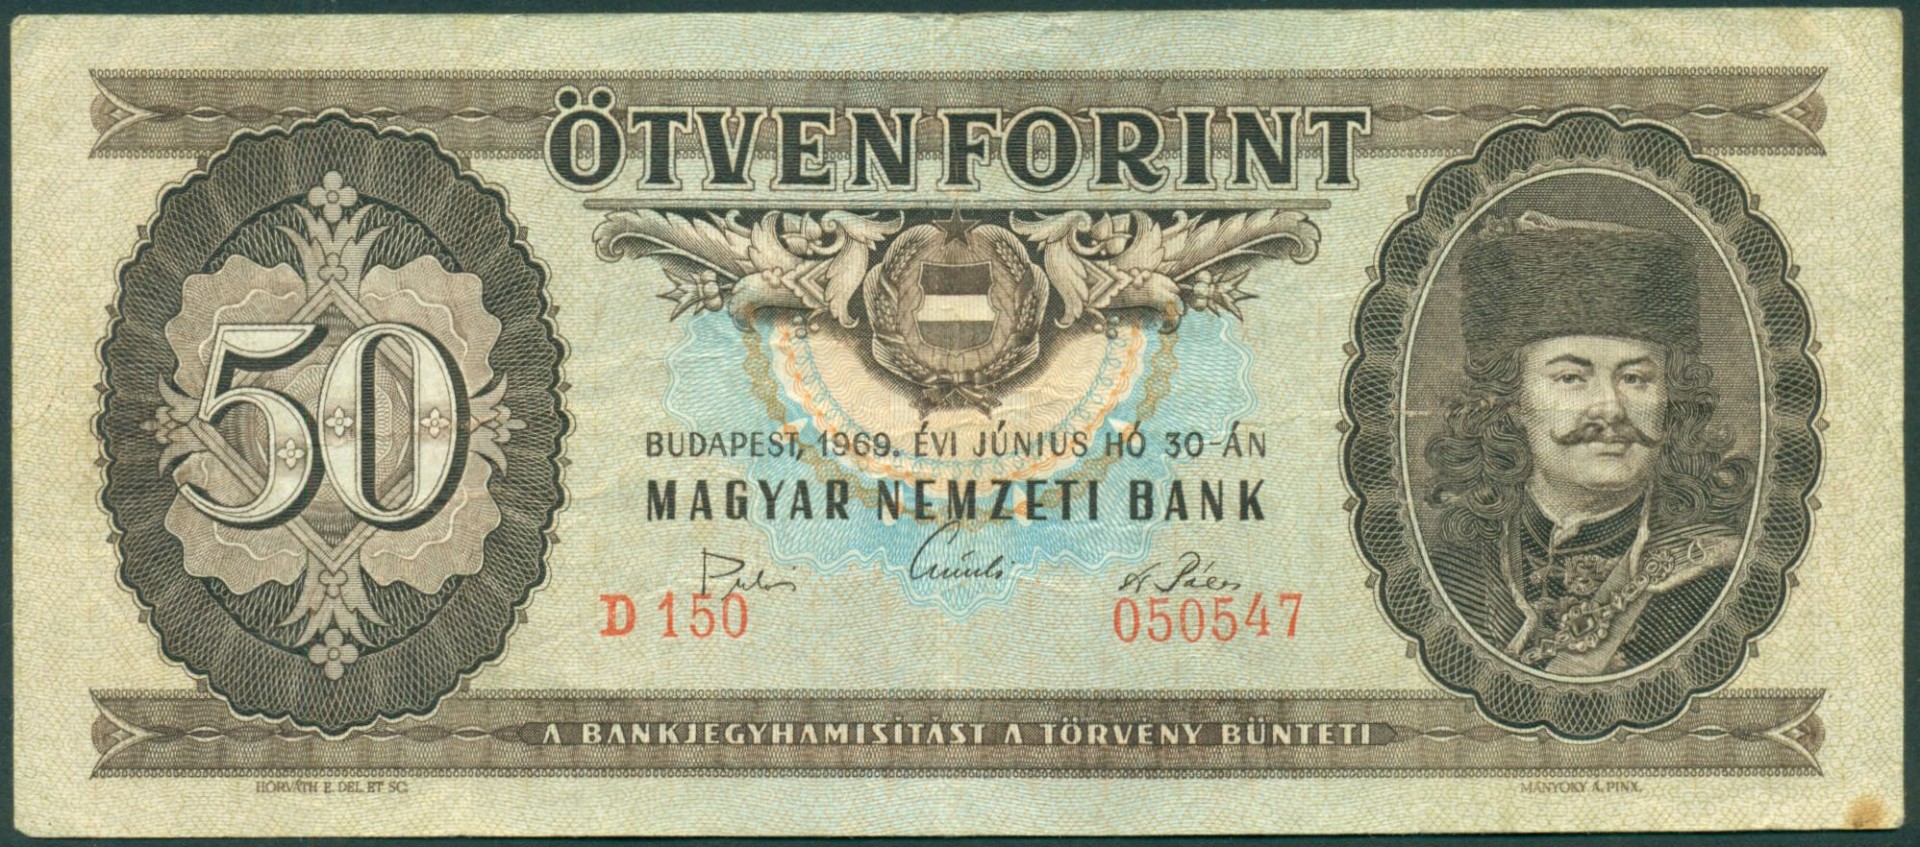 ÖTVEN FORINT
50
BUDAPEST, 1969. ÉVI JÚNIUS HÓ 30-ÁN
MAGYAR NEMZETI BANK
D 150 050547
A BANKJEGYHAMISÍTÁST A TÖRVÉNY BÜNTETI
HORVÁTH E. DEL. ET SC. MÁNYOKY Á. PINX.